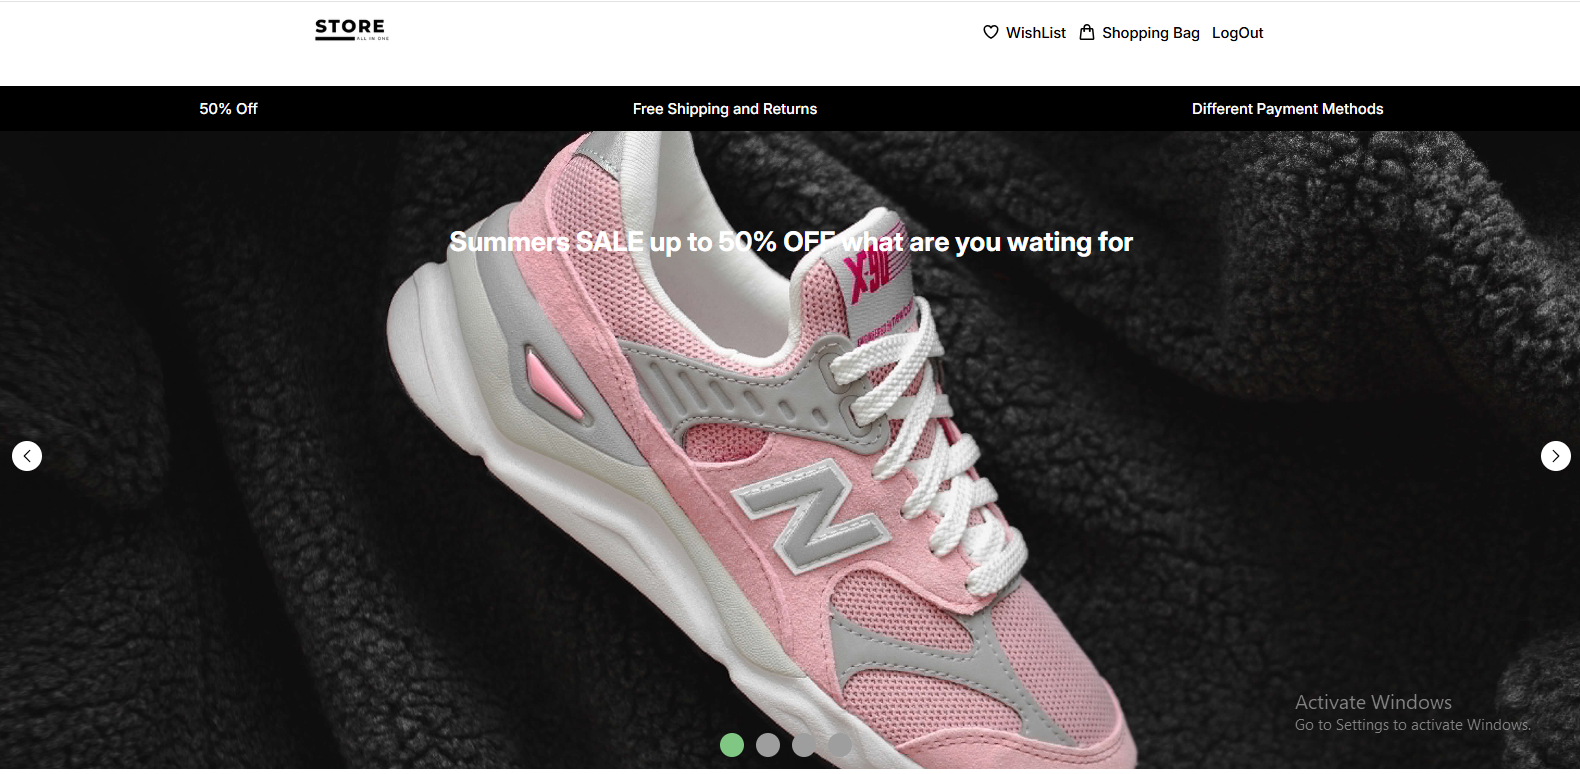 STORE
ALL IN ONE
WishList Shopping Bag LogOut
50% Off Free Shipping and Returns Different Payment Methods
Summers SALE up to 50% OFF what are you wating for
X90
N
Activate Windows
Go to Settings to activate Windows.